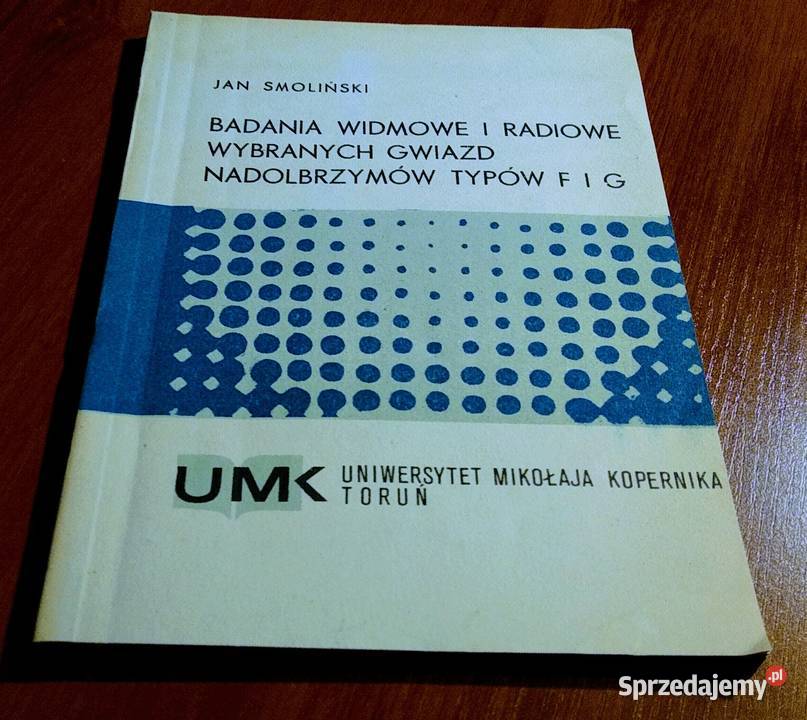 JAN SMOLIŃSKI
BADANIA WIDMOWE I RADIOWE
WYBRANYCH GWIAZD
NADOLBRZYMÓW TYPÓW F I G
UMK
UNIWERSYTET MIKOŁAJA KOPERNIKA
TORUŃ
Sprzedajemy.pl